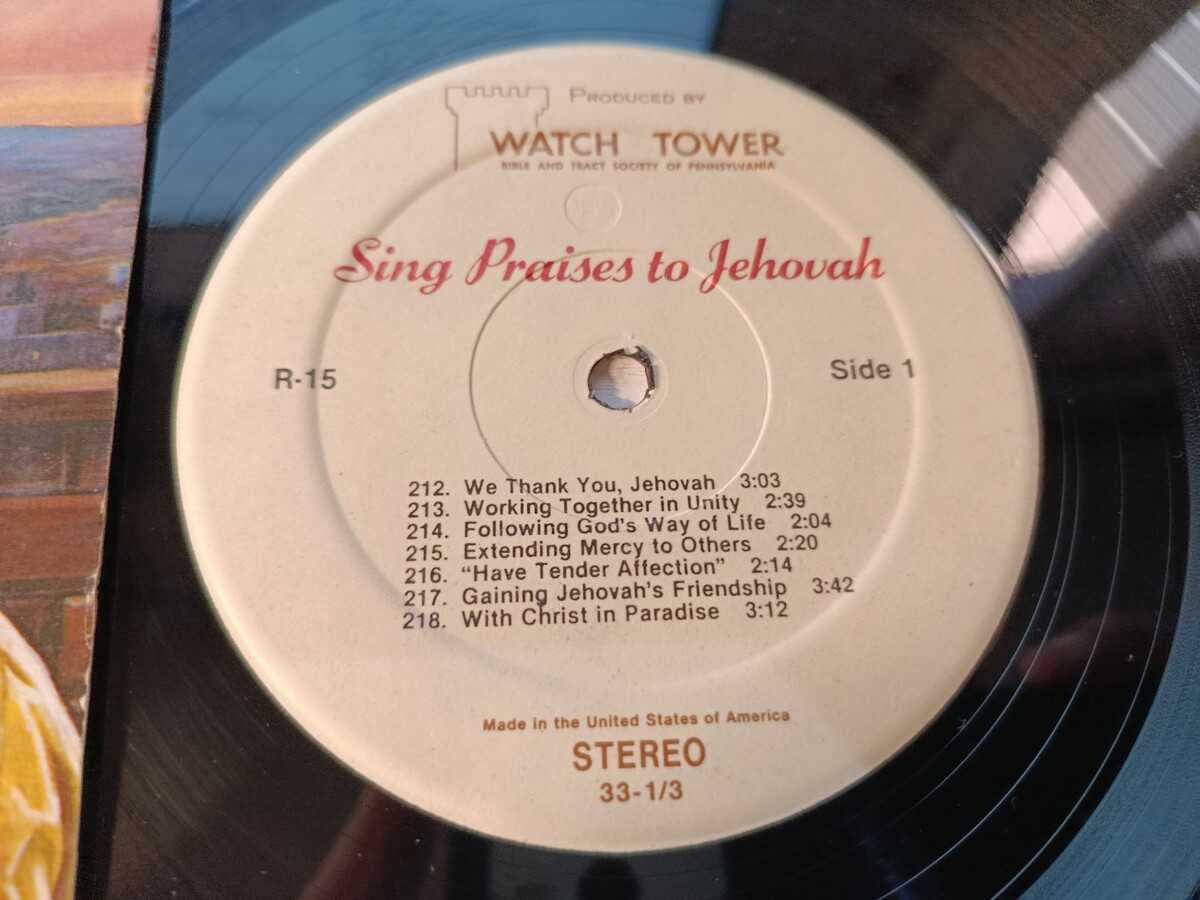 PRODUCED BY
WATCH TOWER
BIBLE AND TRACT SOCIETY OF PENNSYLVANIA
Sing Praises to Jehovah
R-15
Side 1
212. We Thank You, Jehovah 3:03
213. Working Together in Unity 2:39
214. Following God's Way of Life 2:04
215. Extending Mercy to Others 2:20
216. "Have Tender Affection" 2:14
217. Gaining Jehovah's Friendship 3:42
218. With Christ in Paradise 3:12
Made in the United States of America
STEREO
33-1/3